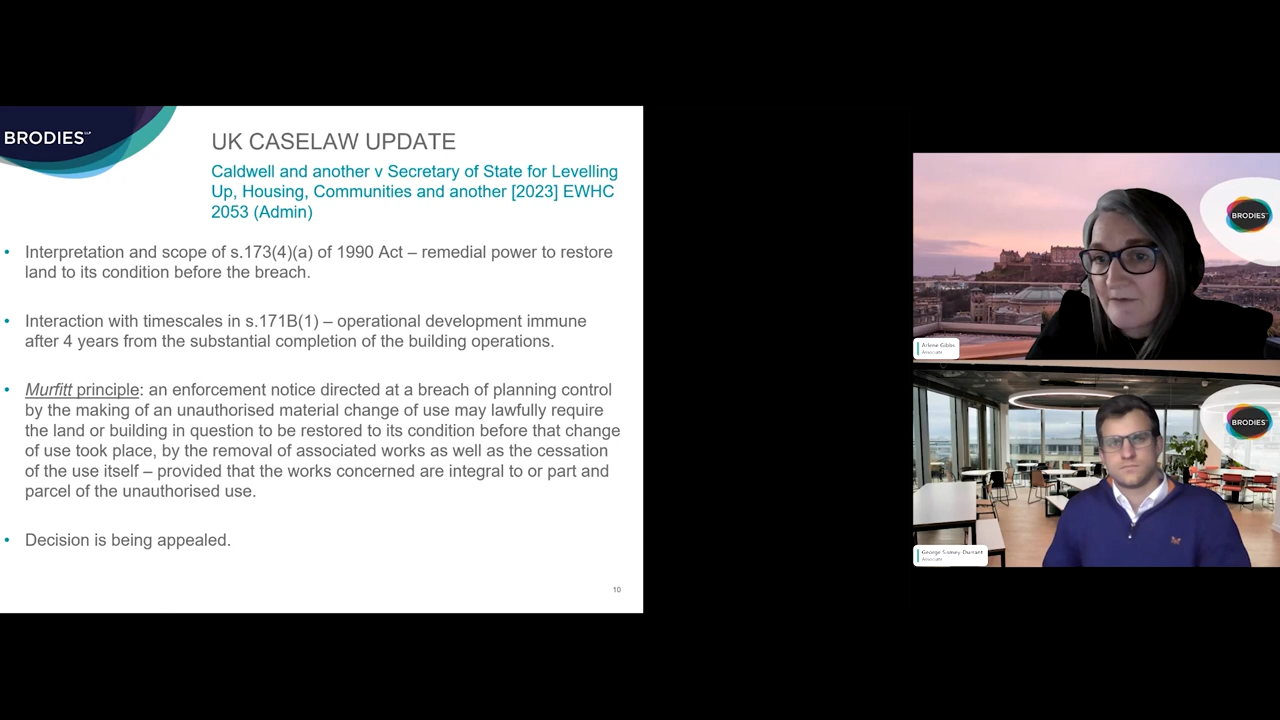 BRODIES LLP
UK CASELAW UPDATE
Caldwell and another v Secretary of State for Levelling
Up, Housing, Communities and another [2023] EWHC
2053 (Admin)
• Interpretation and scope of s.173(4)(a) of 1990 Act – remedial power to restore
land to its condition before the breach.
• Interaction with timescales in s.171B(1) – operational development immune
after 4 years from the substantial completion of the building operations.
• Murfitt principle: an enforcement notice directed at a breach of planning control
by the making of an unauthorised material change of use may lawfully require
the land or building in question to be restored to its condition before that change
of use took place, by the removal of associated works as well as the cessation
of the use itself – provided that the works concerned are integral to or part and
parcel of the unauthorised use.
• Decision is being appealed.
10
BRODIES
Arlene Gibbs
Associate
BRODIES
George
Associate